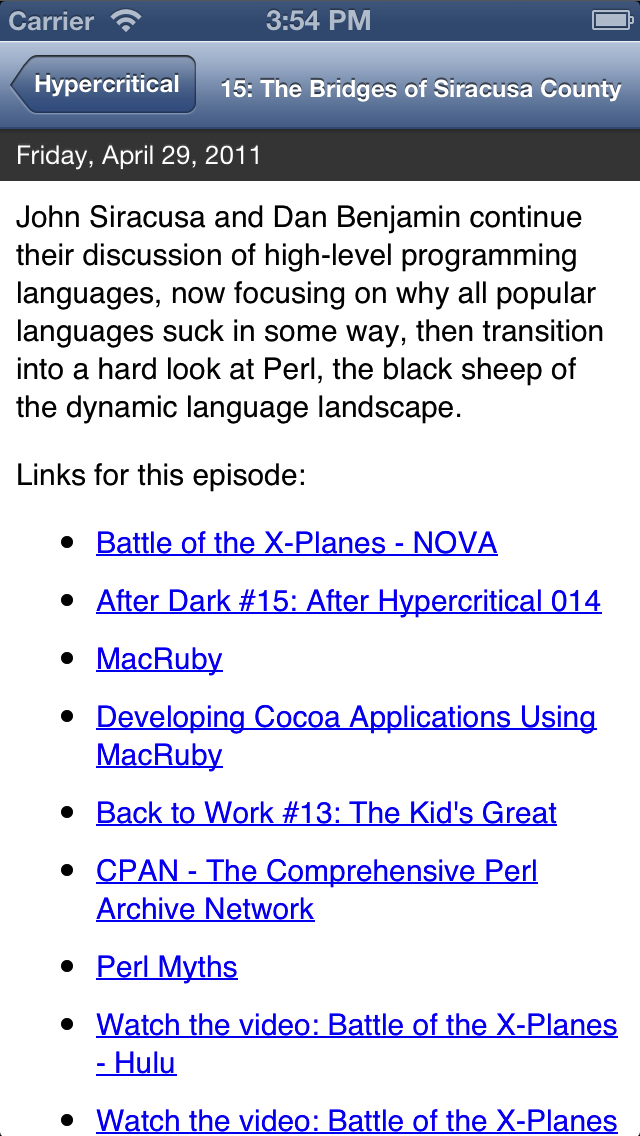 Carrier 3:54 PM
Hypercritical 15: The Bridges of Siracusa County
Friday, April 29, 2011
John Siracusa and Dan Benjamin continue
their discussion of high-level programming
languages, now focusing on why all popular
languages suck in some way, then transition
into a hard look at Perl, the black sheep of
the dynamic language landscape.
Links for this episode:
• Battle of the X-Planes - NOVA
• After Dark #15: After Hypercritical 014
• MacRuby
• Developing Cocoa Applications Using
MacRuby
• Back to Work #13: The Kid's Great
• CPAN - The Comprehensive Perl
Archive Network
• Perl Myths
• Watch the video: Battle of the X-Planes
- Hulu
• Watch the video: Battle of the X-Planes